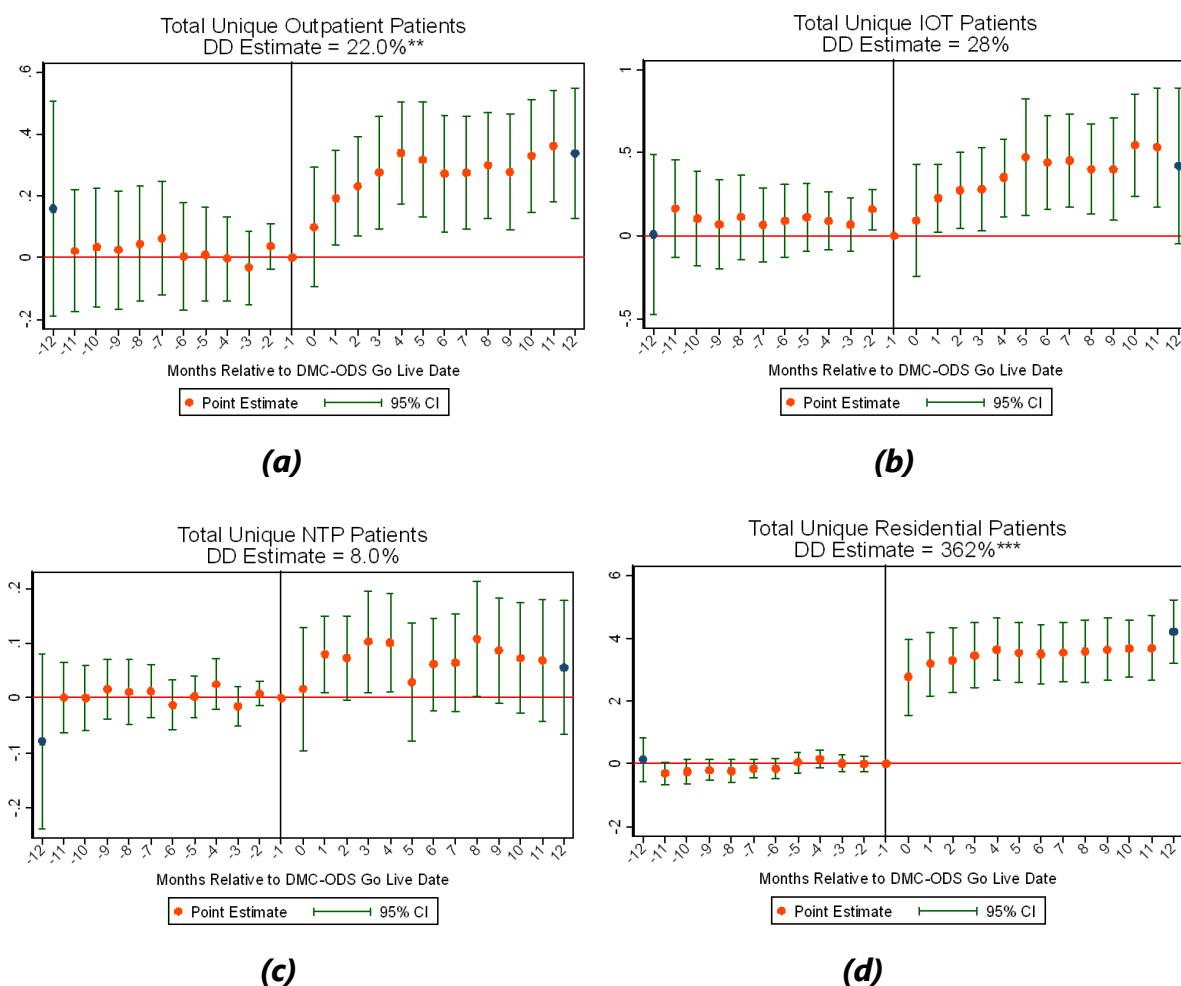 Total Unique Outpatient Patients
DD Estimate = 22.0%**
.6
.4
.2
0
-.2
-12 -11 -10 -9 -8 -7 -6 -5 -4 -3 -2 -1 0 1 2 3 4 5 6 7 8 9 10 11 12
Months Relative to DMC-ODS Go Live Date
Point Estimate 95% CI
(a)
Total Unique IOT Patients
DD Estimate = 28%
1
.5
0
-.5
-12 -11 -10 -9 -8 -7 -6 -5 -4 -3 -2 -1 0 1 2 3 4 5 6 7 8 9 10 11 12
Months Relative to DMC-ODS Go Live Date
Point Estimate 95% CI
(b)
Total Unique NTP Patients
DD Estimate = 8.0%
.2
.1
0
-.1
-.2
-12 -11 -10 -9 -8 -7 -6 -5 -4 -3 -2 -1 0 1 2 3 4 5 6 7 8 9 10 11 12
Months Relative to DMC-ODS Go Live Date
Point Estimate 95% CI
(c)
Total Unique Residential Patients
DD Estimate = 362%***
6
4
2
0
-2
-12 -11 -10 -9 -8 -7 -6 -5 -4 -3 -2 -1 0 1 2 3 4 5 6 7 8 9 10 11 12
Months Relative to DMC-ODS Go Live Date
Point Estimate 95% CI
(d)